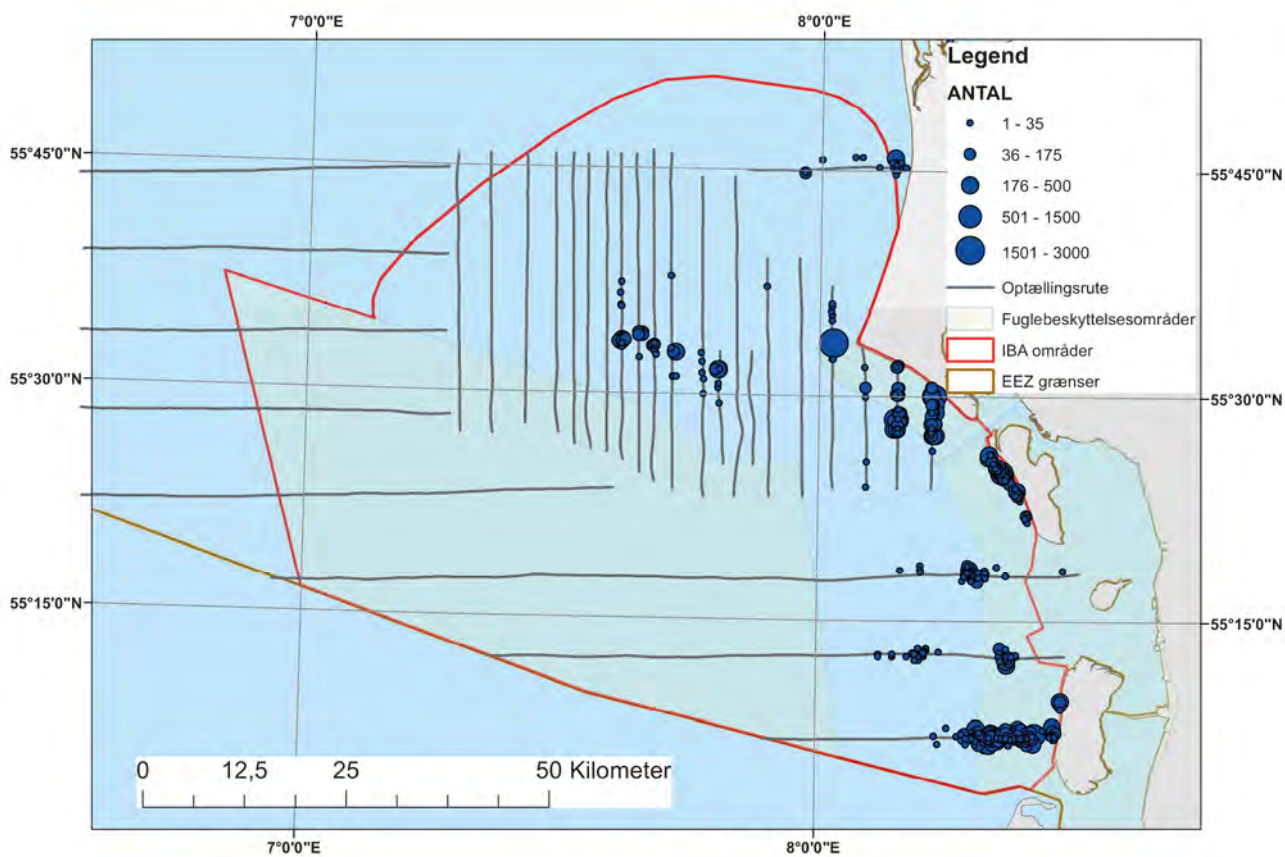 7°0'0"E 8°0'0"E
Legend
ANTAL
1 - 35
36 - 175
176 - 500
501 - 1500
1501 - 3000
Optællingsrute
Fuglebeskyttelsesområder
IBA områder
EEZ grænser
55°45'0"N 55°45'0"N
55°30'0"N 55°30'0"N
55°15'0"N 55°15'0"N
0 12,5 25 50 Kilometer
7°0'0"E 8°0'0"E